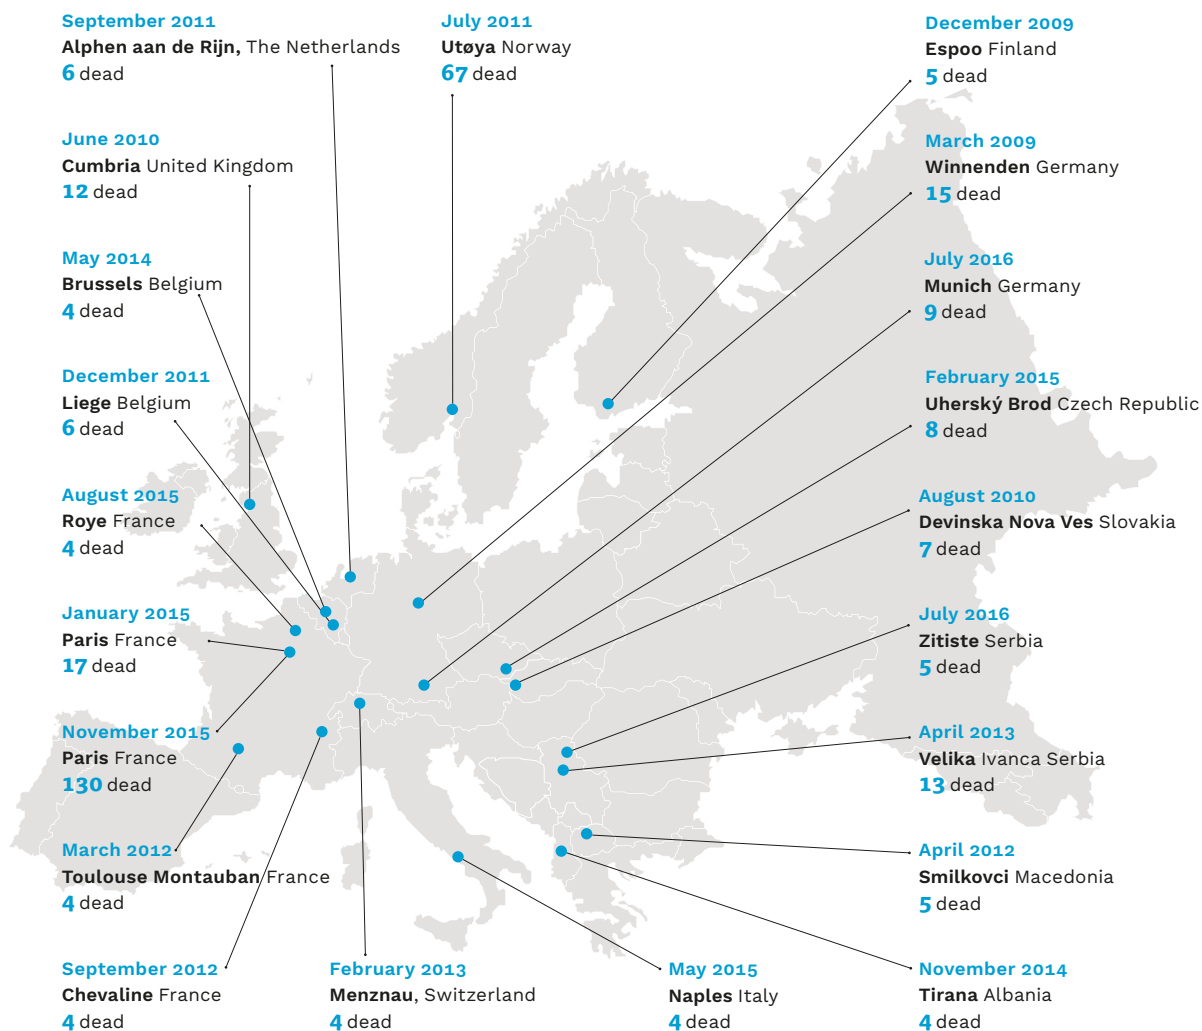 September 2011
Alphen aan de Rijn, The Netherlands
6 dead
July 2011
Utøya Norway
67 dead
December 2009
Espoo Finland
5 dead
June 2010
Cumbria United Kingdom
12 dead
March 2009
Winnenden Germany
15 dead
May 2014
Brussels Belgium
4 dead
July 2016
Munich Germany
9 dead
December 2011
Liege Belgium
6 dead
February 2015
Uherský Brod Czech Republic
8 dead
August 2015
Roye France
4 dead
August 2010
Devinska Nova Ves Slovakia
7 dead
January 2015
Paris France
17 dead
July 2016
Zitiste Serbia
5 dead
November 2015
Paris France
130 dead
April 2013
Velika Ivanca Serbia
13 dead
March 2012
Toulouse Montauban France
4 dead
April 2012
Smilkovci Macedonia
5 dead
September 2012
Chevaline France
4 dead
February 2013
Menznau, Switzerland
4 dead
May 2015
Naples Italy
4 dead
November 2014
Tirana Albania
4 dead